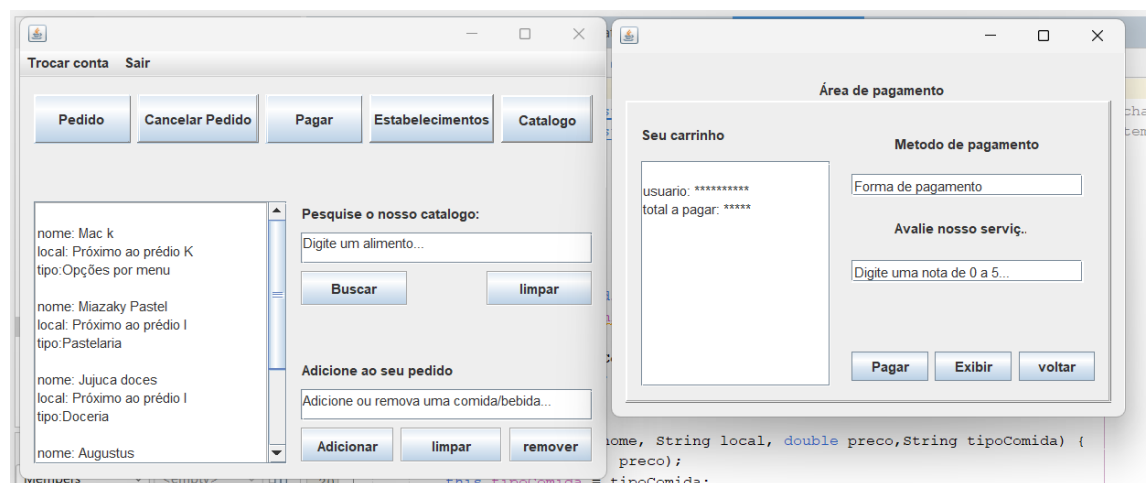 Trocar conta Sair
Pedido Cancelar Pedido Pagar Estabelecimentos Catalogo
nome: Mac k
local: Próximo ao prédio K
tipo:Opções por menu
nome: Miazaky Pastel
local: Próximo ao prédio I
tipo:Pastelaria
nome: Jujuca doces
local: Próximo ao prédio I
tipo:Doceria
nome: Augustus
Pesquise o nosso catalogo:
Digite um alimento...
Buscar limpar
Adicione ao seu pedido
Adicione ou remova uma comida/bebida...
Adicionar limpar remover
Área de pagamento
Seu carrinho
usuario: **********
total a pagar: *****
Metodo de pagamento
Forma de pagamento
Avalie nosso serviç..
Digite uma nota de 0 a 5...
Pagar Exibir voltar
nome, String local, double preco,String tipoComida) {
preco);
this.tipoComida = tipoComida;
Members <empty>